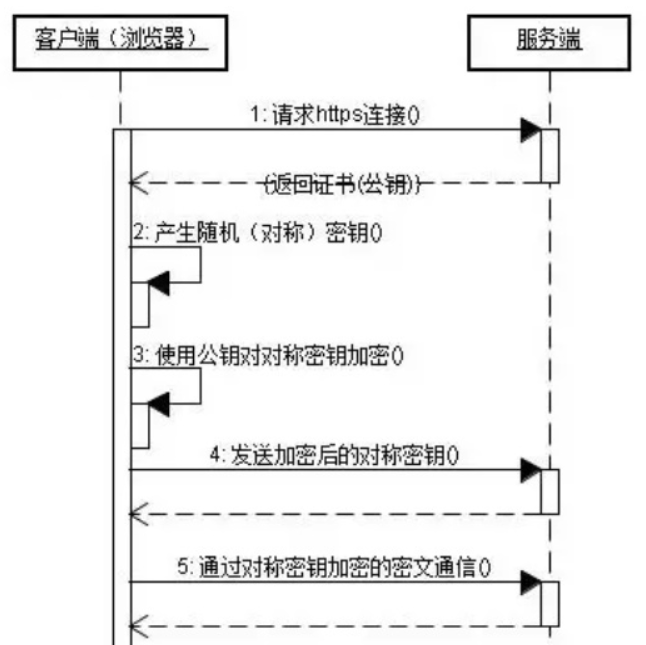 客户端（浏览器）
服务端
1: 请求https连接()
{返回证书(公钥)}
2: 产生随机（对称）密钥()
3: 使用公钥对对称密钥加密()
4: 发送加密后的对称密钥()
5: 通过对称密钥加密的密文通信()